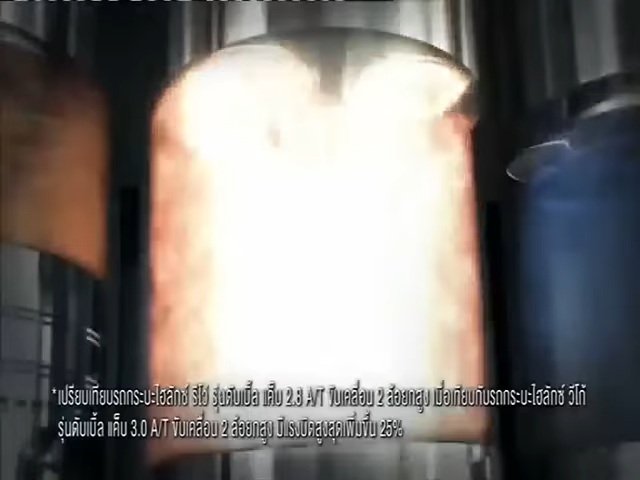 *เปรียบเทียบรถกระบะไฮลักซ์ รีโว่ รุ่นดับเบิ้ล แค็บ 2.8 A/T ขับเคลื่อน 2 ล้อยกสูง เมื่อเทียบกับรถกระบะไฮลักซ์ วีโก้
รุ่นดับเบิ้ล แค็บ 3.0 A/T ขับเคลื่อน 2 ล้อยกสูง มีแรงบิดสูงสุดเพิ่มขึ้น 25%